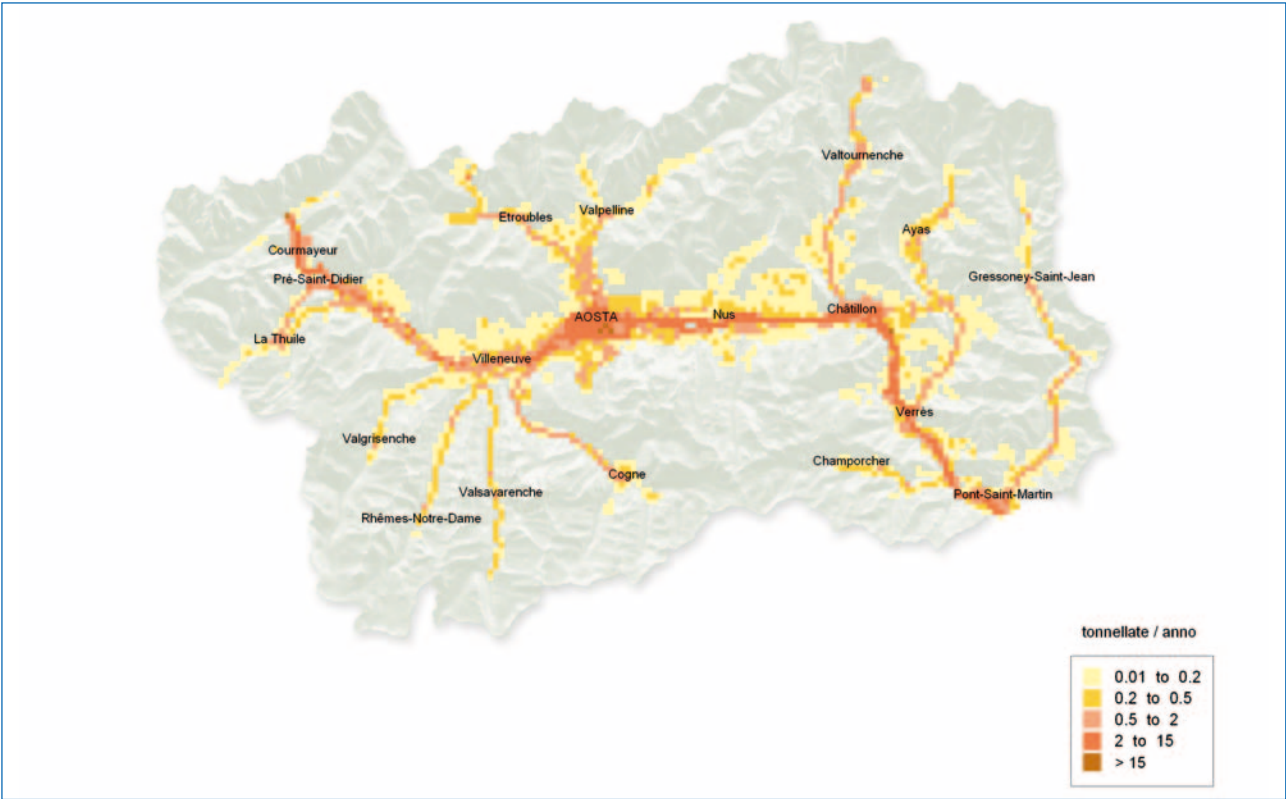 Valtournenche
Etroubles
Valpelline
Ayas
Courmayeur
Pré-Saint-Didier
Gressoney-Saint-Jean
La Thuile
AOSTA
Nus
Châtillon
Villeneuve
Verrès
Valgrisenche
Champorcher
Cogne
Valsavarenche
Pont-Saint-Martin
Rhêmes-Notre-Dame
tonnellate / anno
0.01 to 0.2
0.2 to 0.5
0.5 to 2
2 to 15
> 15